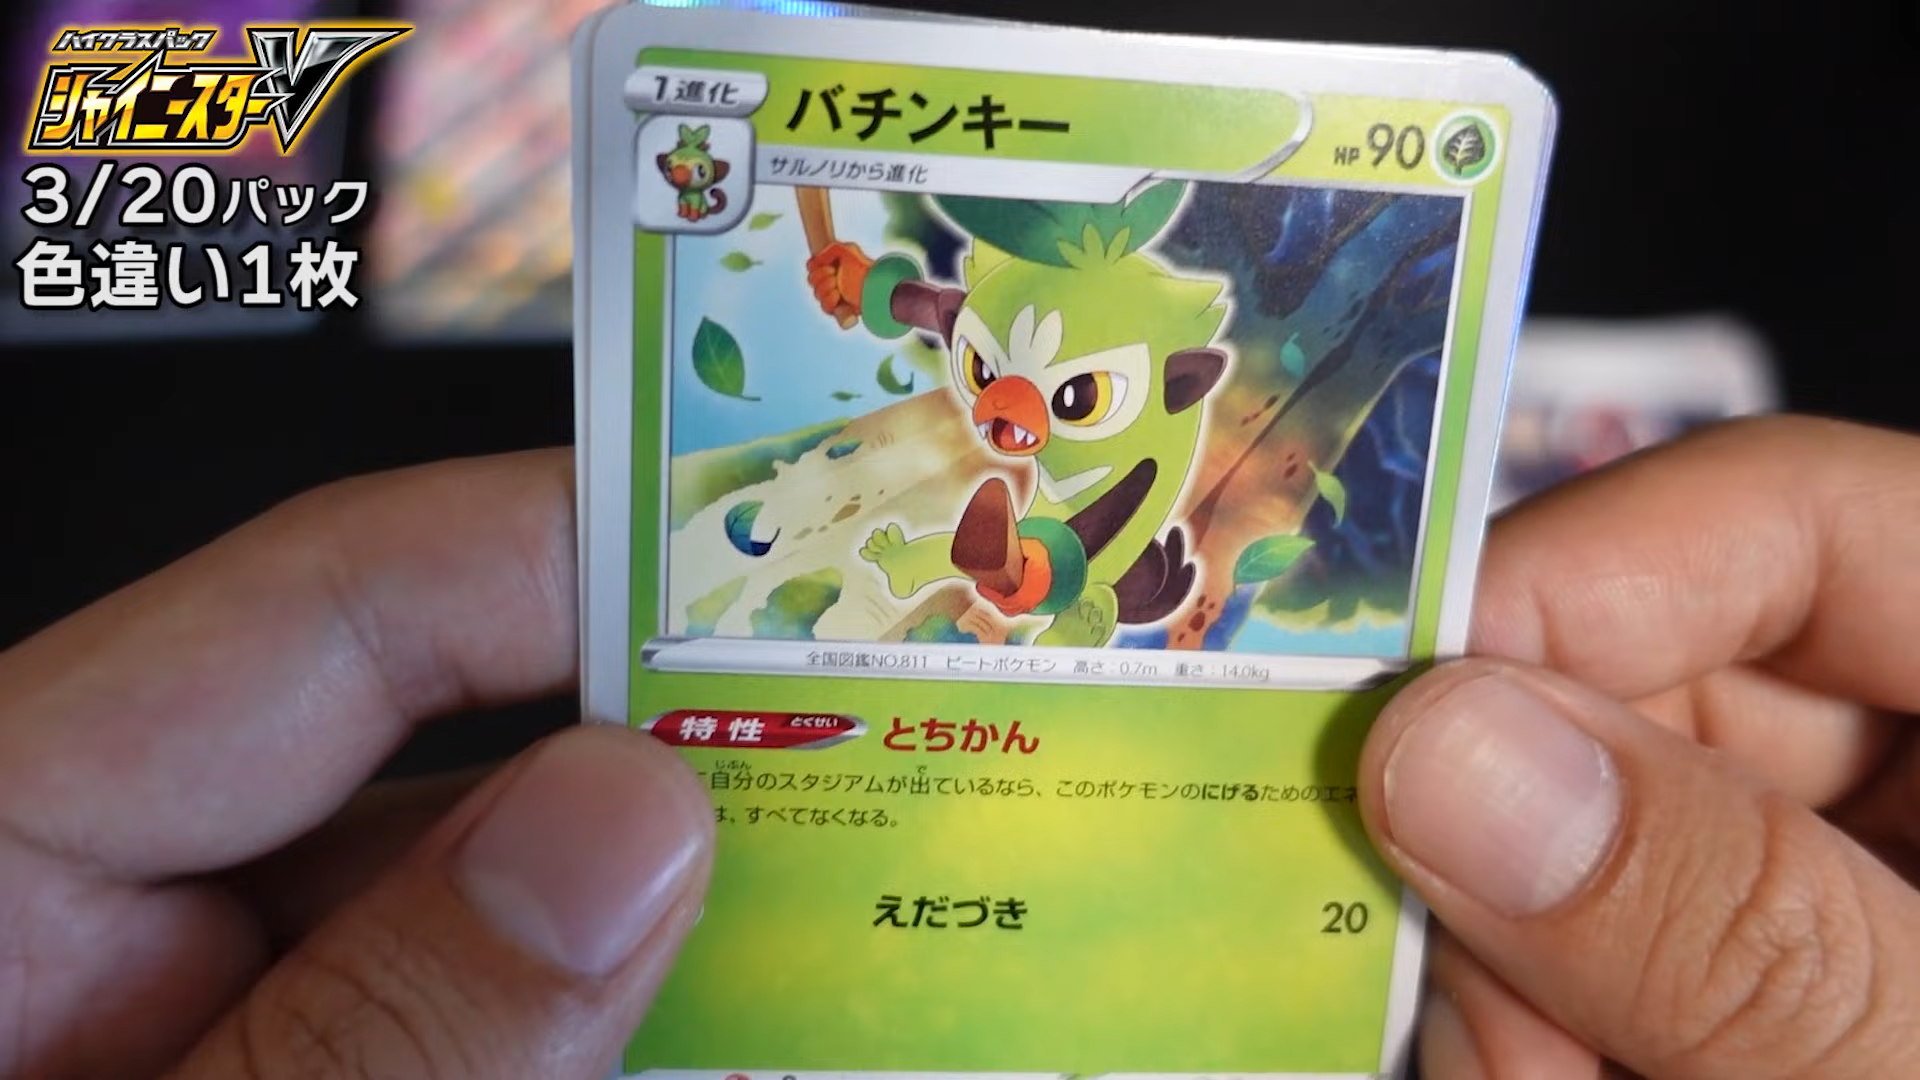 ハイクラスパック
シャイニースターV
3/20パック
色違い1枚
1進化
バチンキー
HP90
サルノリから進化
全国図鑑NO.811 ビートポケモン 高さ:0.7m 重さ:14.0kg
特性 とくせい とちかん
じぶん で
自分のスタジアムが出ているなら、このポケモンのにげるためのエネ
は、すべてなくなる。
えだづき 20